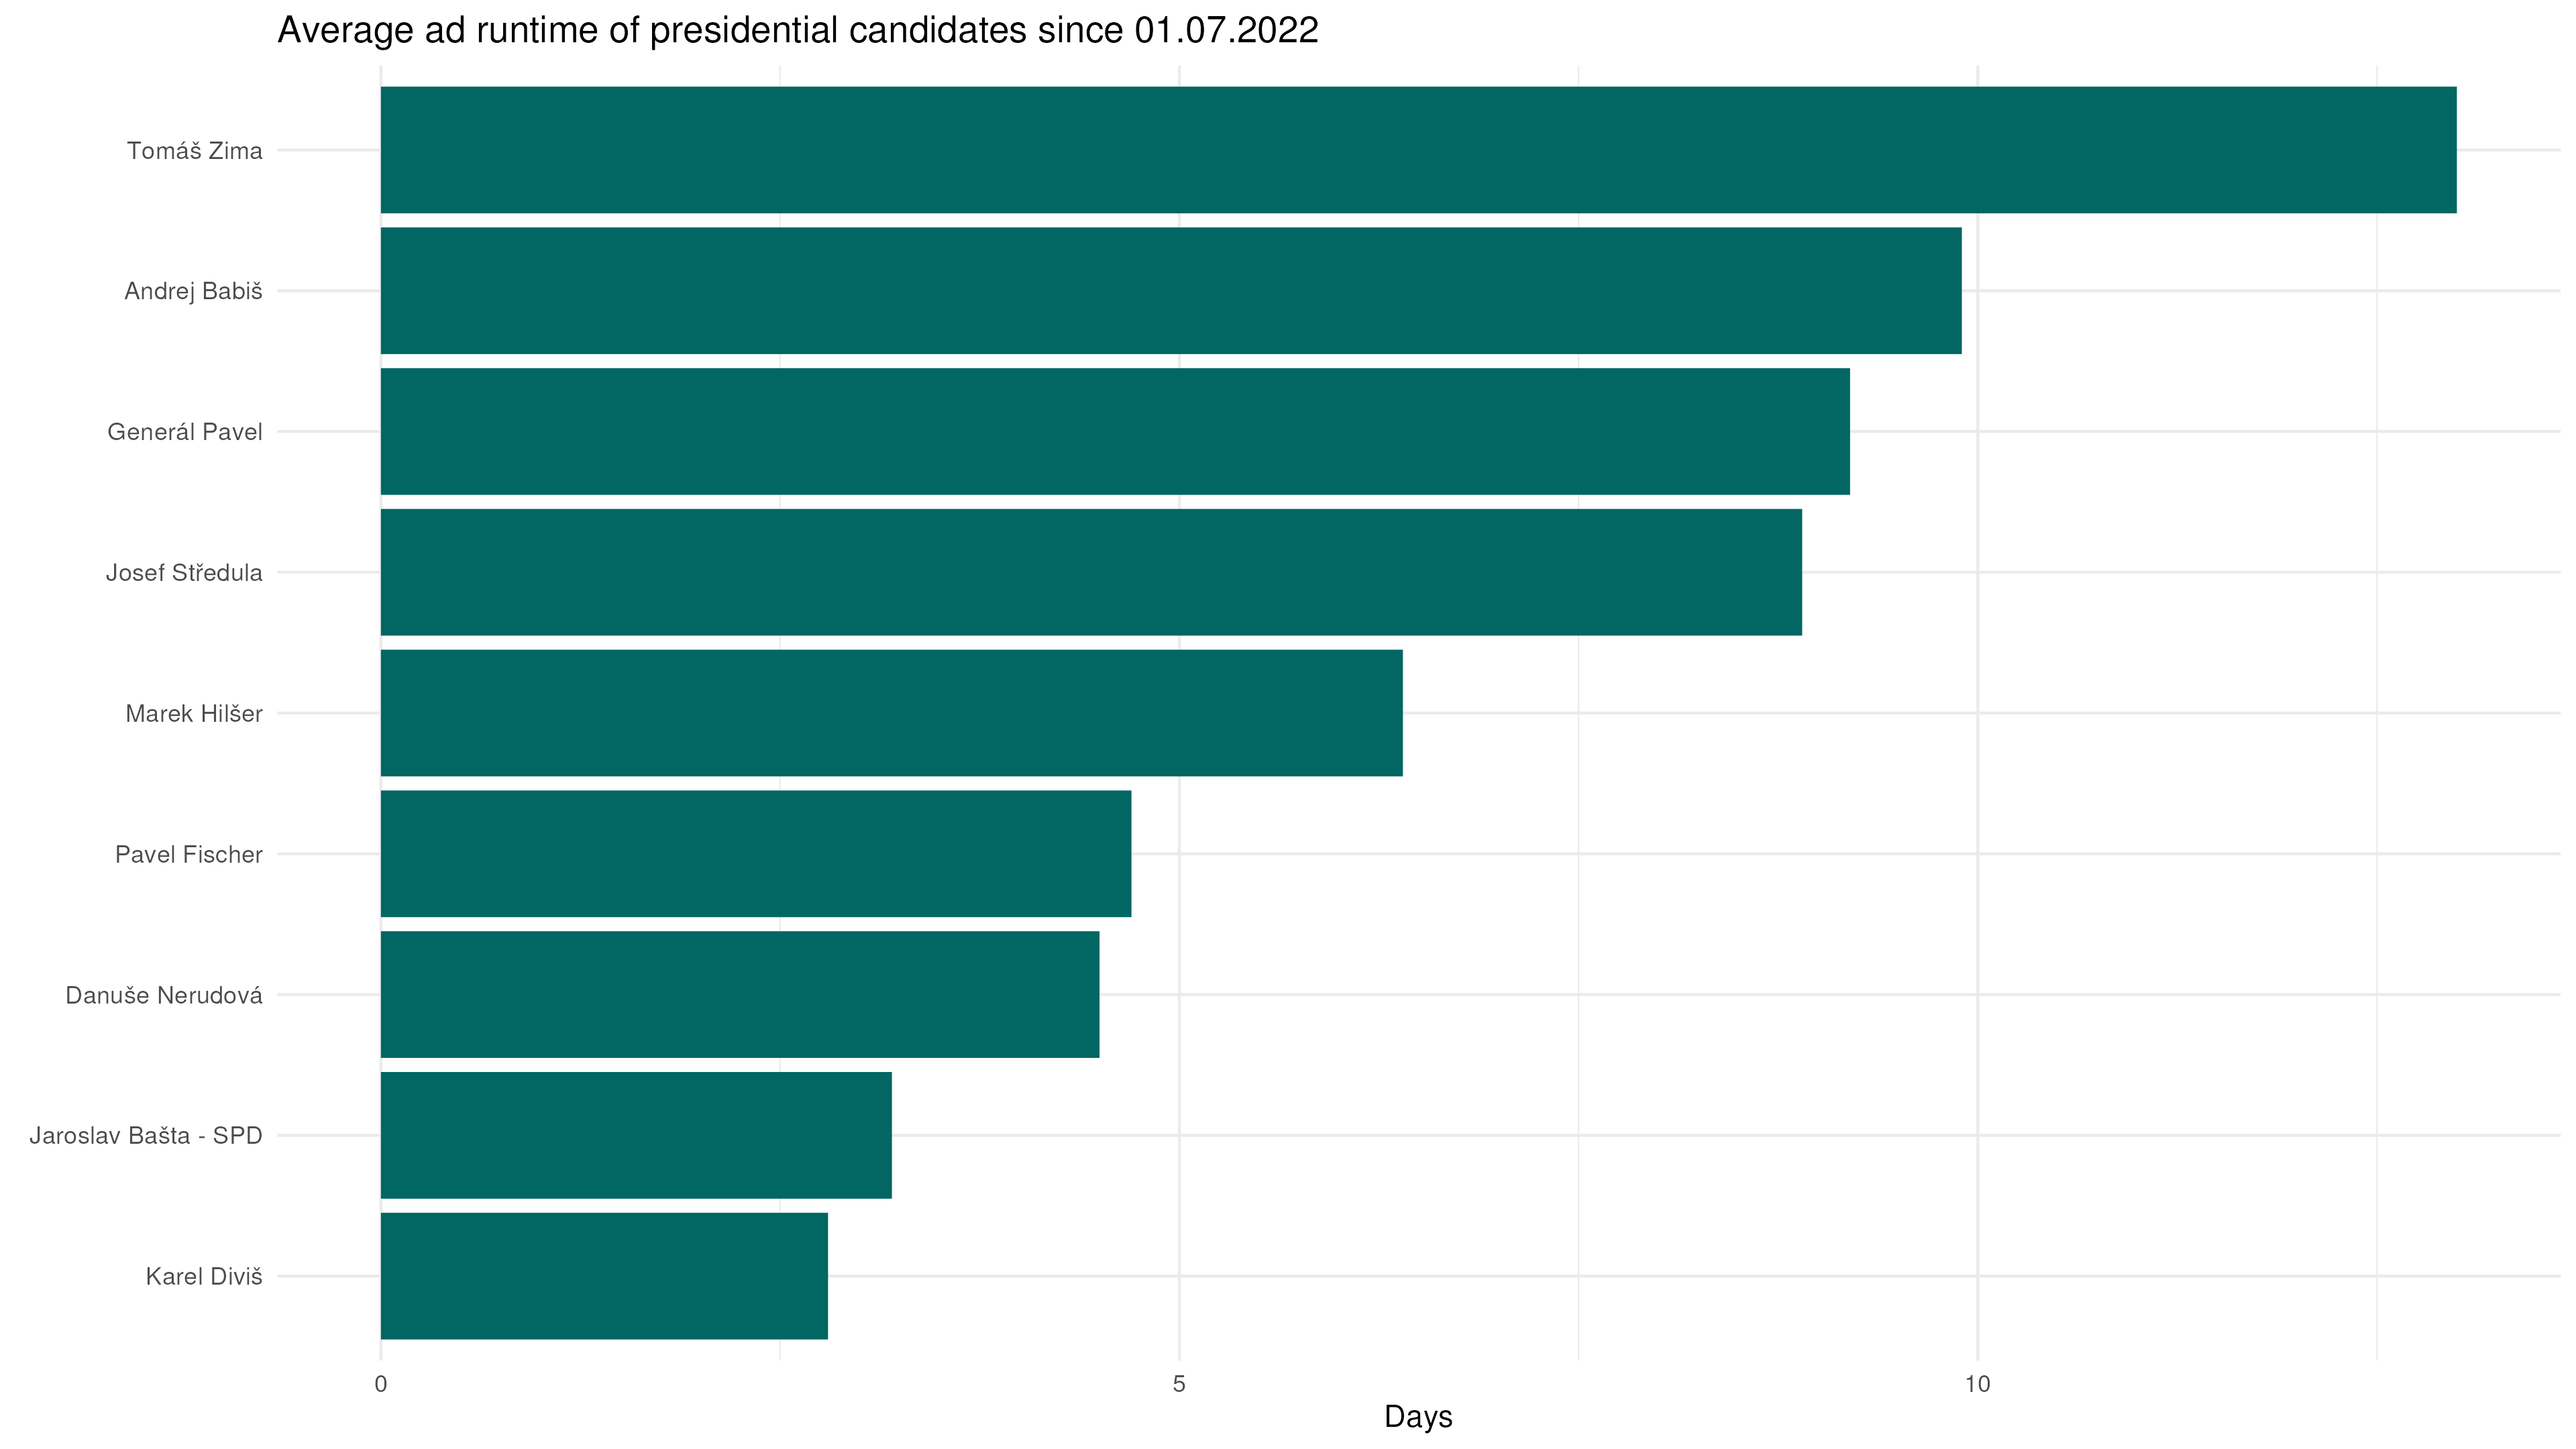 Average ad runtime of presidential candidates since 01.07.2022
Tomáš Zima
Andrej Babiš
Generál Pavel
Josef Středula
Marek Hilšer
Pavel Fischer
Danuše Nerudová
Jaroslav Bašta - SPD
Karel Diviš
0 5 10
Days